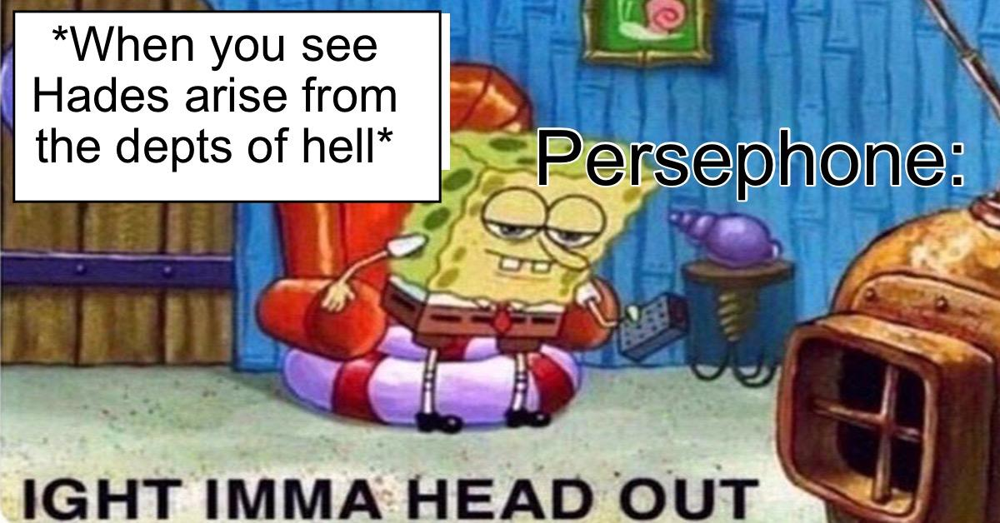 *When you see
Hades arise from
the depts of hell*
Persephone:
IGHT IMMA HEAD OUT